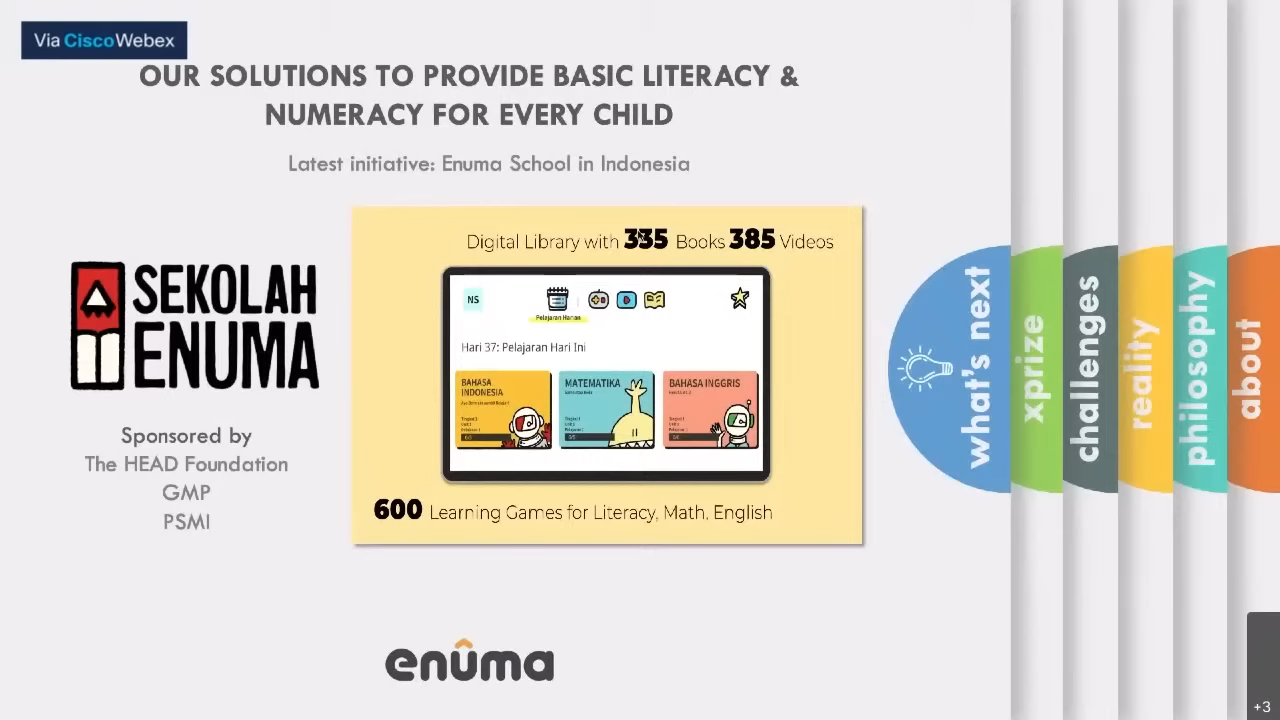 Via CiscoWebex
OUR SOLUTIONS TO PROVIDE BASIC LITERACY &
NUMERACY FOR EVERY CHILD
Latest initiative: Enuma School in Indonesia
SEKOLAH
ENUMA
Sponsored by
The HEAD Foundation
GMP
PSMI
Digital Library with 335 Books 385 Videos
NS
Pelajaran Harian
Hari 37: Pelajaran Hari Ini
BAHASA
INDONESIA
MATEMATIKA
BAHASA INGGRIS
600 Learning Games for Literacy, Math, English
what's next
xprize
challenges
reality
philosophy
about
enuma
+3